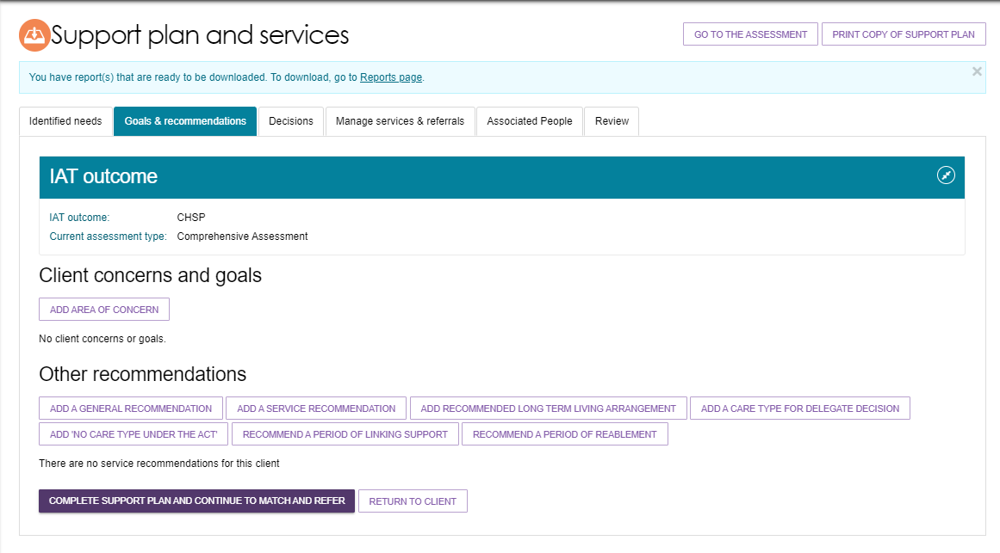 Support plan and services
GO TO THE ASSESSMENT PRINT COPY OF SUPPORT PLAN
You have report(s) that are ready to be downloaded. To download, go to Reports page.
Identified needs Goals & recommendations Decisions Manage services & referrals Associated People Review
IAT outcome
IAT outcome: CHSP
Current assessment type: Comprehensive Assessment
Client concerns and goals
ADD AREA OF CONCERN
No client concerns or goals.
Other recommendations
ADD A GENERAL RECOMMENDATION ADD A SERVICE RECOMMENDATION ADD RECOMMENDED LONG TERM LIVING ARRANGEMENT ADD A CARE TYPE FOR DELEGATE DECISION
ADD 'NO CARE TYPE UNDER THE ACT' RECOMMEND A PERIOD OF LINKING SUPPORT RECOMMEND A PERIOD OF REABLEMENT
There are no service recommendations for this client
COMPLETE SUPPORT PLAN AND CONTINUE TO MATCH AND REFER RETURN TO CLIENT